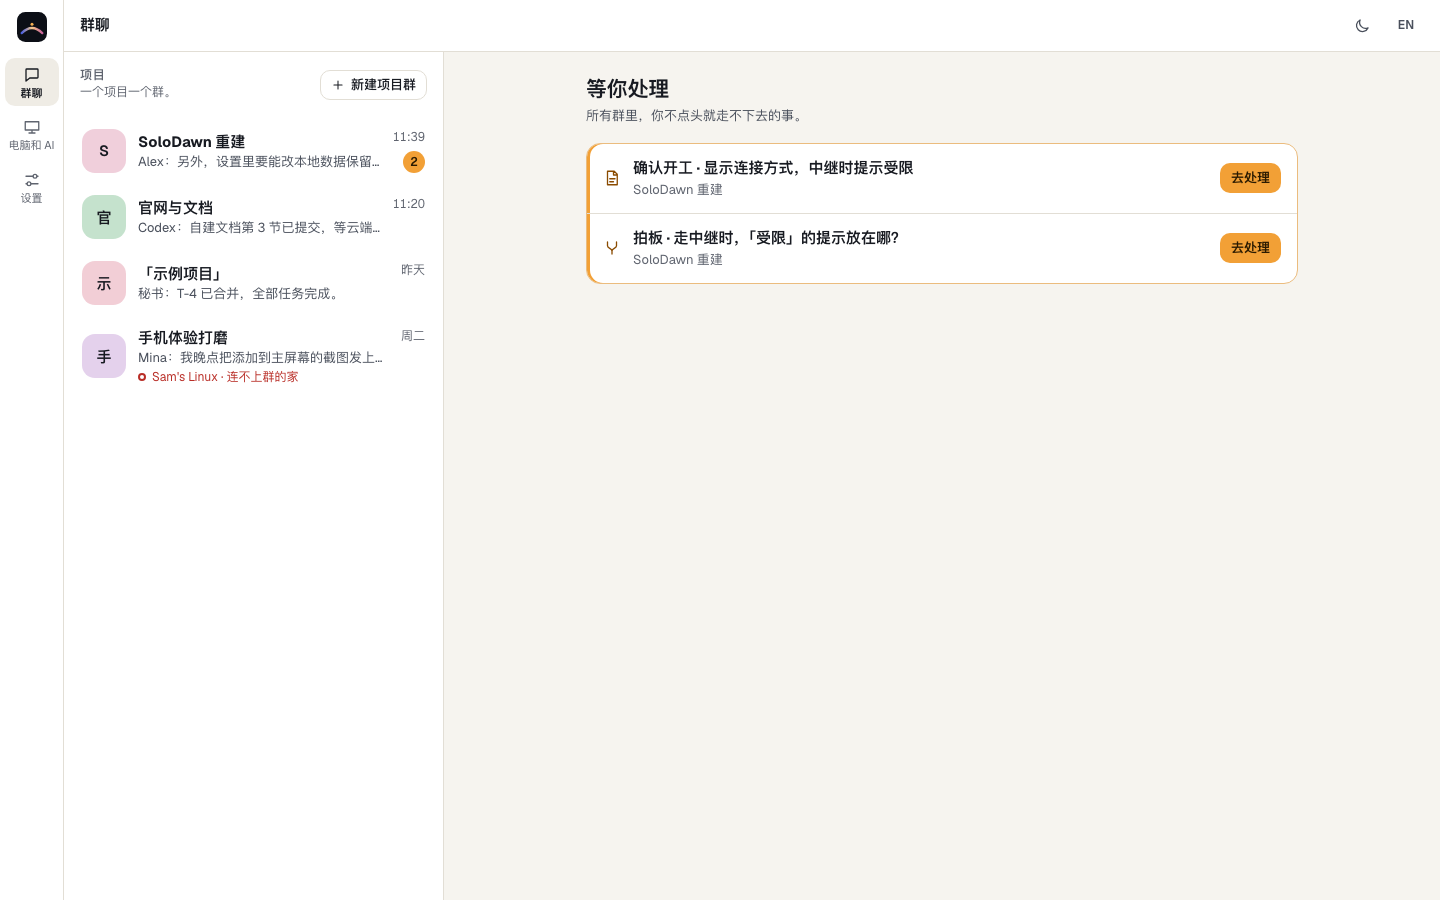 群聊
EN
群聊
电脑和 AI
设置
项目
一个项目一个群。
新建项目群
S
SoloDawn 重建
11:39
Alex：另外，设置里要能改本地数据保留...
2
官
官网与文档
11:20
Codex：自建文档第 3 节已提交，等云端...
示
「示例项目」
昨天
秘书：T-4 已合并，全部任务完成。
手
手机体验打磨
周二
Mina：我晚点把添加到主屏幕的截图发上...
Sam's Linux · 连不上群的家
等你处理
所有群里，你不点头就走不下去的事。
确认开工 · 显示连接方式，中继时提示受限
SoloDawn 重建
去处理
拍板 · 走中继时，「受限」的提示放在哪？
SoloDawn 重建
去处理